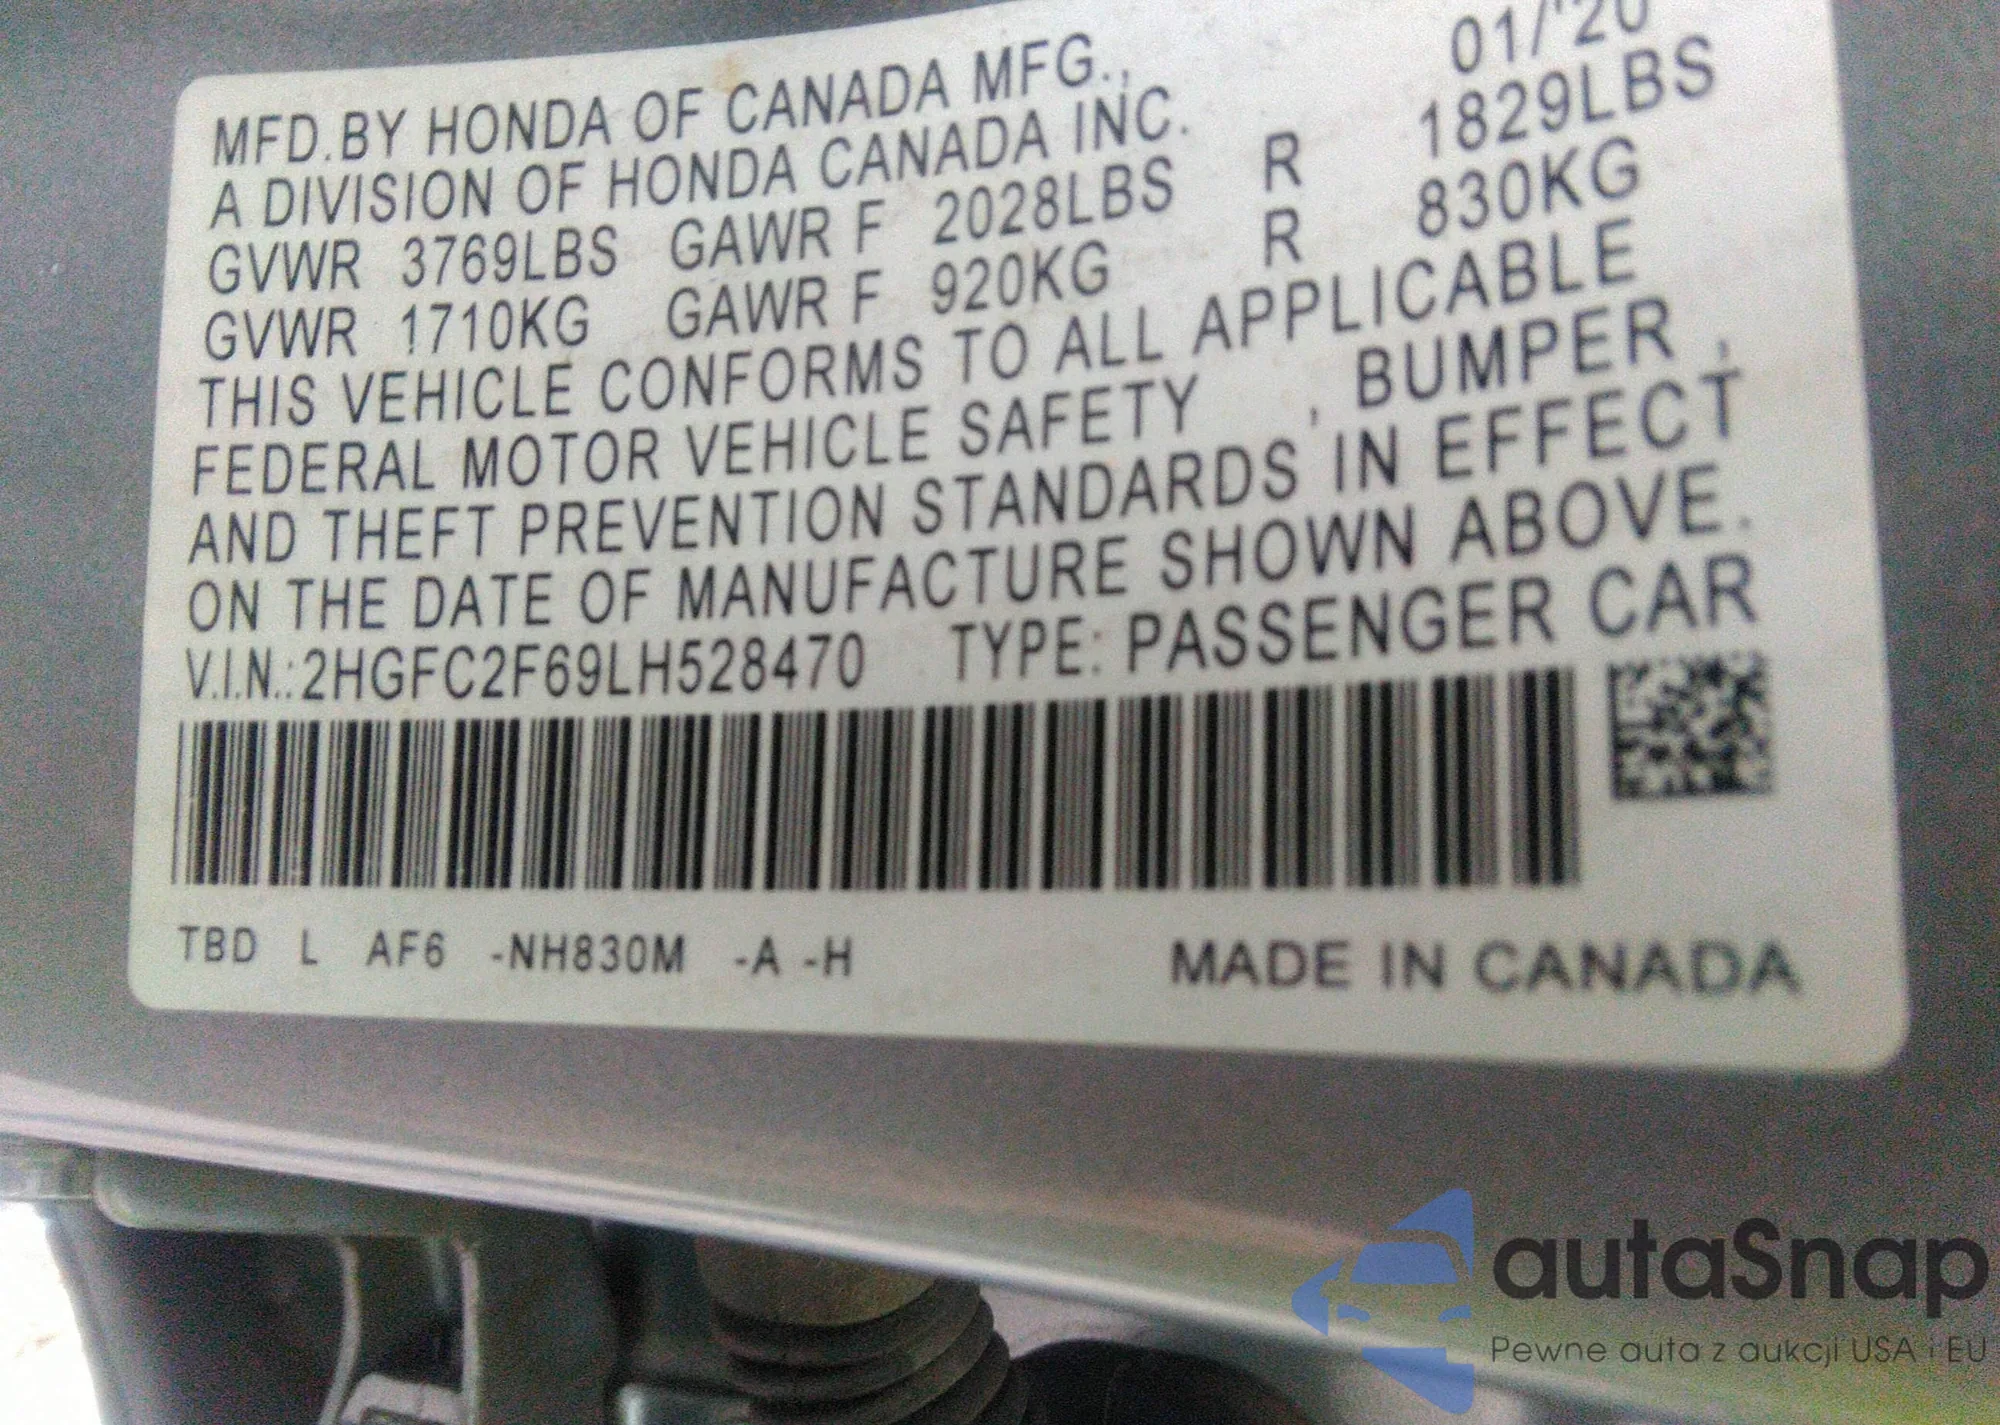 01/'20
MFD.BY HONDA OF CANADA MFG.,
A DIVISION OF HONDA CANADA INC.
GVWR 3769LBS GAWR F 2028LBS R 1829LBS
GVWR 1710KG GAWR F 920KG R 830KG
THIS VEHICLE CONFORMS TO ALL APPLICABLE
FEDERAL MOTOR VEHICLE SAFETY , BUMPER ,
AND THEFT PREVENTION STANDARDS IN EFFECT
ON THE DATE OF MANUFACTURE SHOWN ABOVE.
V.I.N.:2HGFC2F69LH528470 TYPE: PASSENGER CAR
TBD L AF6 -NH830M -A -H MADE IN CANADA
autaSnap
Pewne auta z aukcji USA i EU